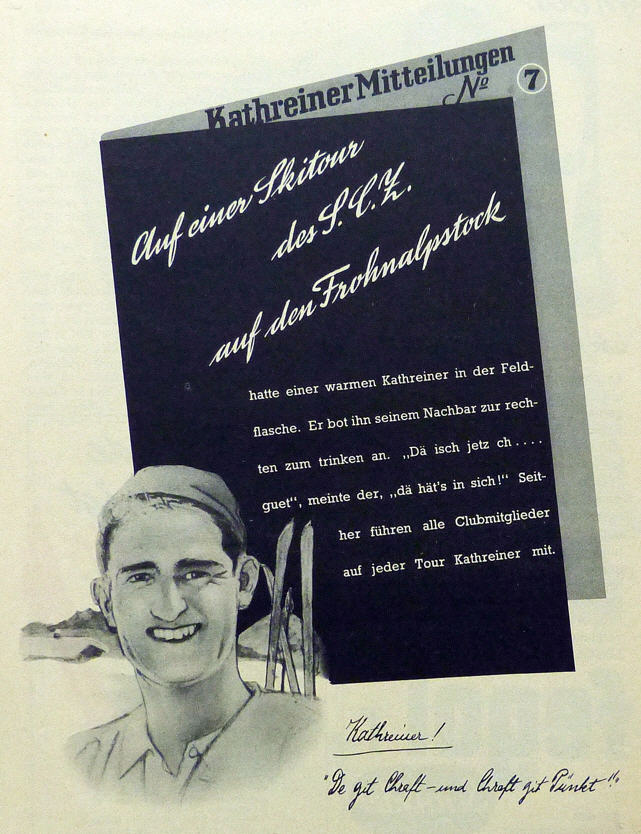 Kathreiner Mitteilungen
No 7
Auf einer Skitour
des S.C.Z.
auf den Frohnalpstock
hatte einer warmen Kathreiner in der Feld-
flasche. Er bot ihn seinem Nachbar zur rech-
ten zum trinken an. „Dä isch jetz ch....
guet“, meinte der, „dä hät's in sich!“ Seit-
her führen alle Clubmitglieder
auf jeder Tour Kathreiner mit.
Kathreiner!
"De git Chraft – und Chraft git Pünkt"!